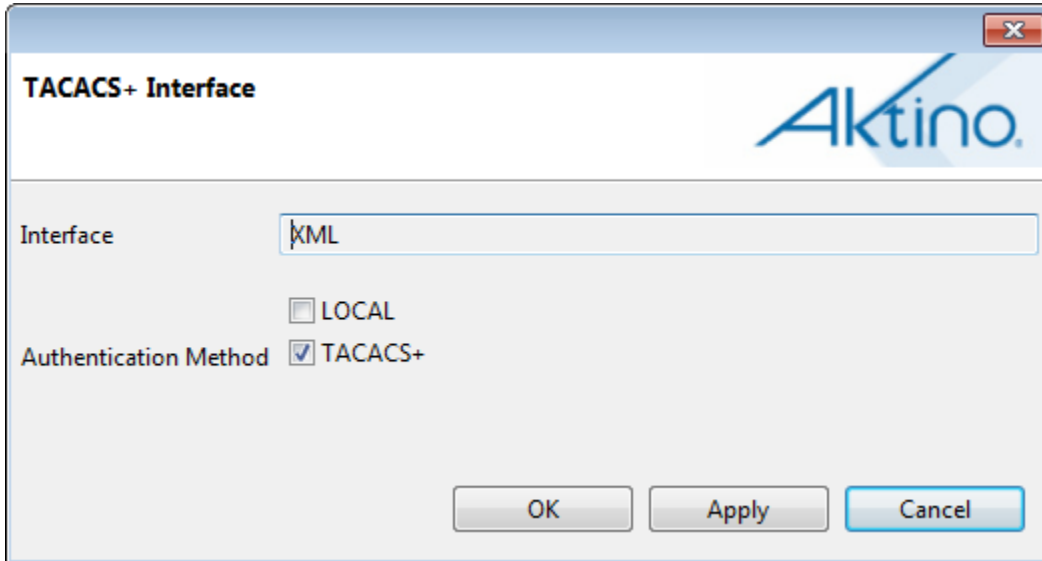 TACACS+ Interface
Aktino®
Interface
XML
LOCAL
Authentication Method
TACACS+
OK
Apply
Cancel